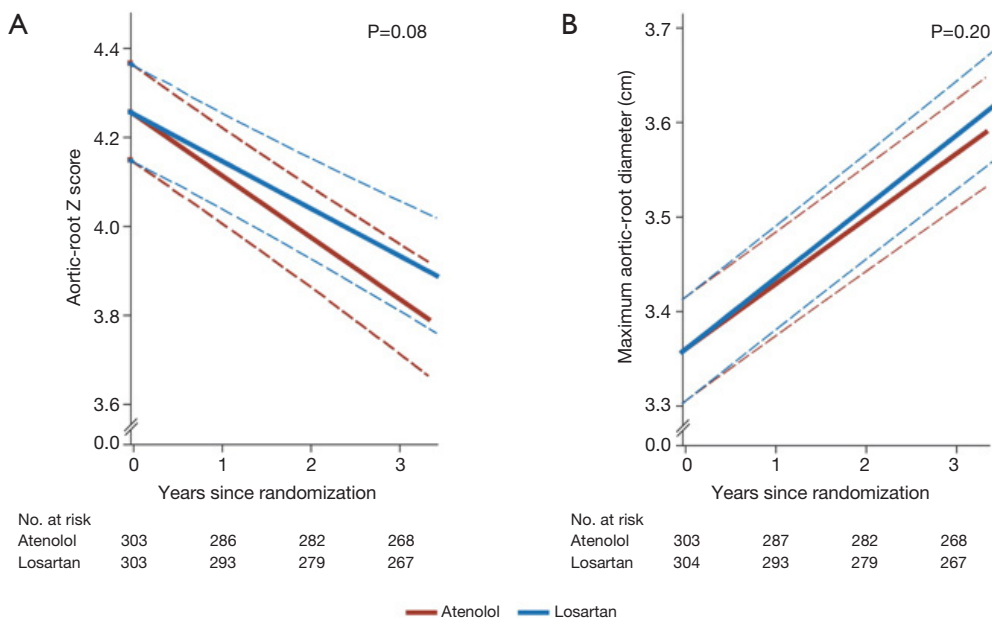 A
P=0.08
Aortic-root Z score
4.4
4.2
4.0
3.8
3.6
0.0
0 1 2 3
Years since randomization
No. at risk
Atenolol 303 286 282 268
Losartan 303 293 279 267
B
P=0.20
Maximum aortic-root diameter (cm)
3.7
3.6
3.5
3.4
3.3
0.0
0 1 2 3
Years since randomization
No. at risk
Atenolol 303 287 282 268
Losartan 304 293 279 267
Atenolol Losartan